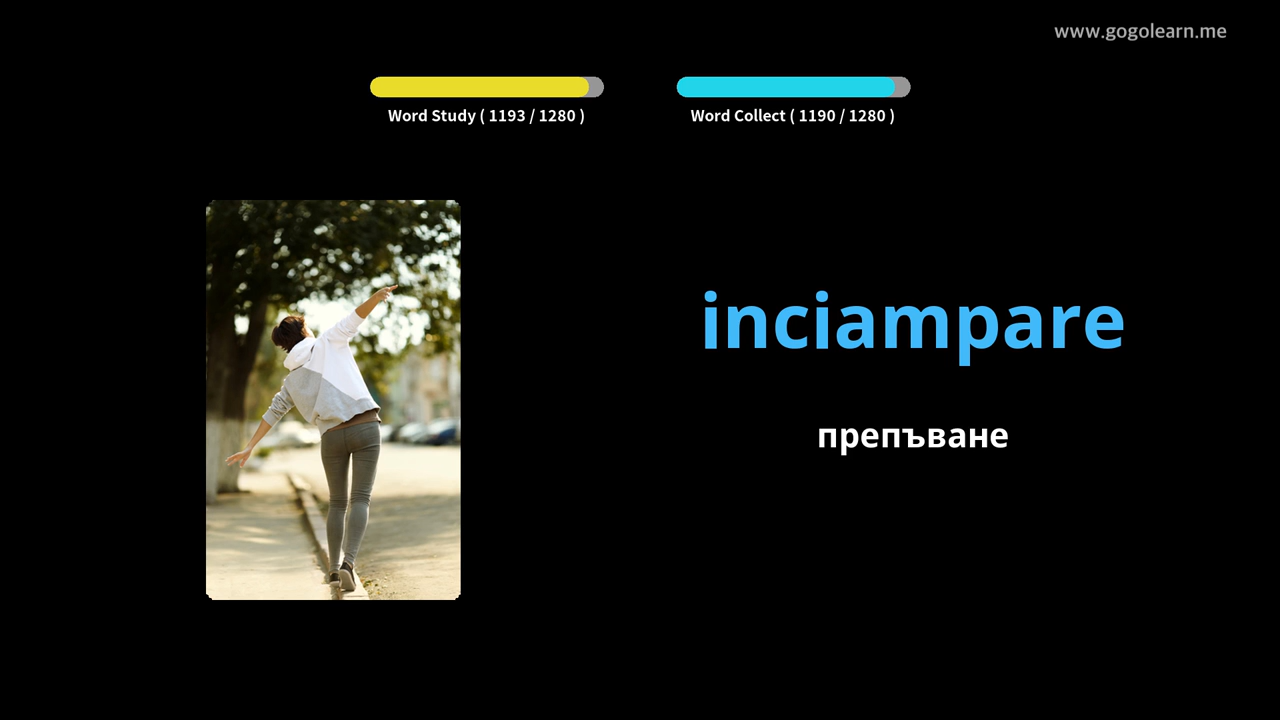 www.gogolearn.me
Word Study ( 1193 / 1280 )
Word Collect ( 1190 / 1280 )
inciampare
препъване